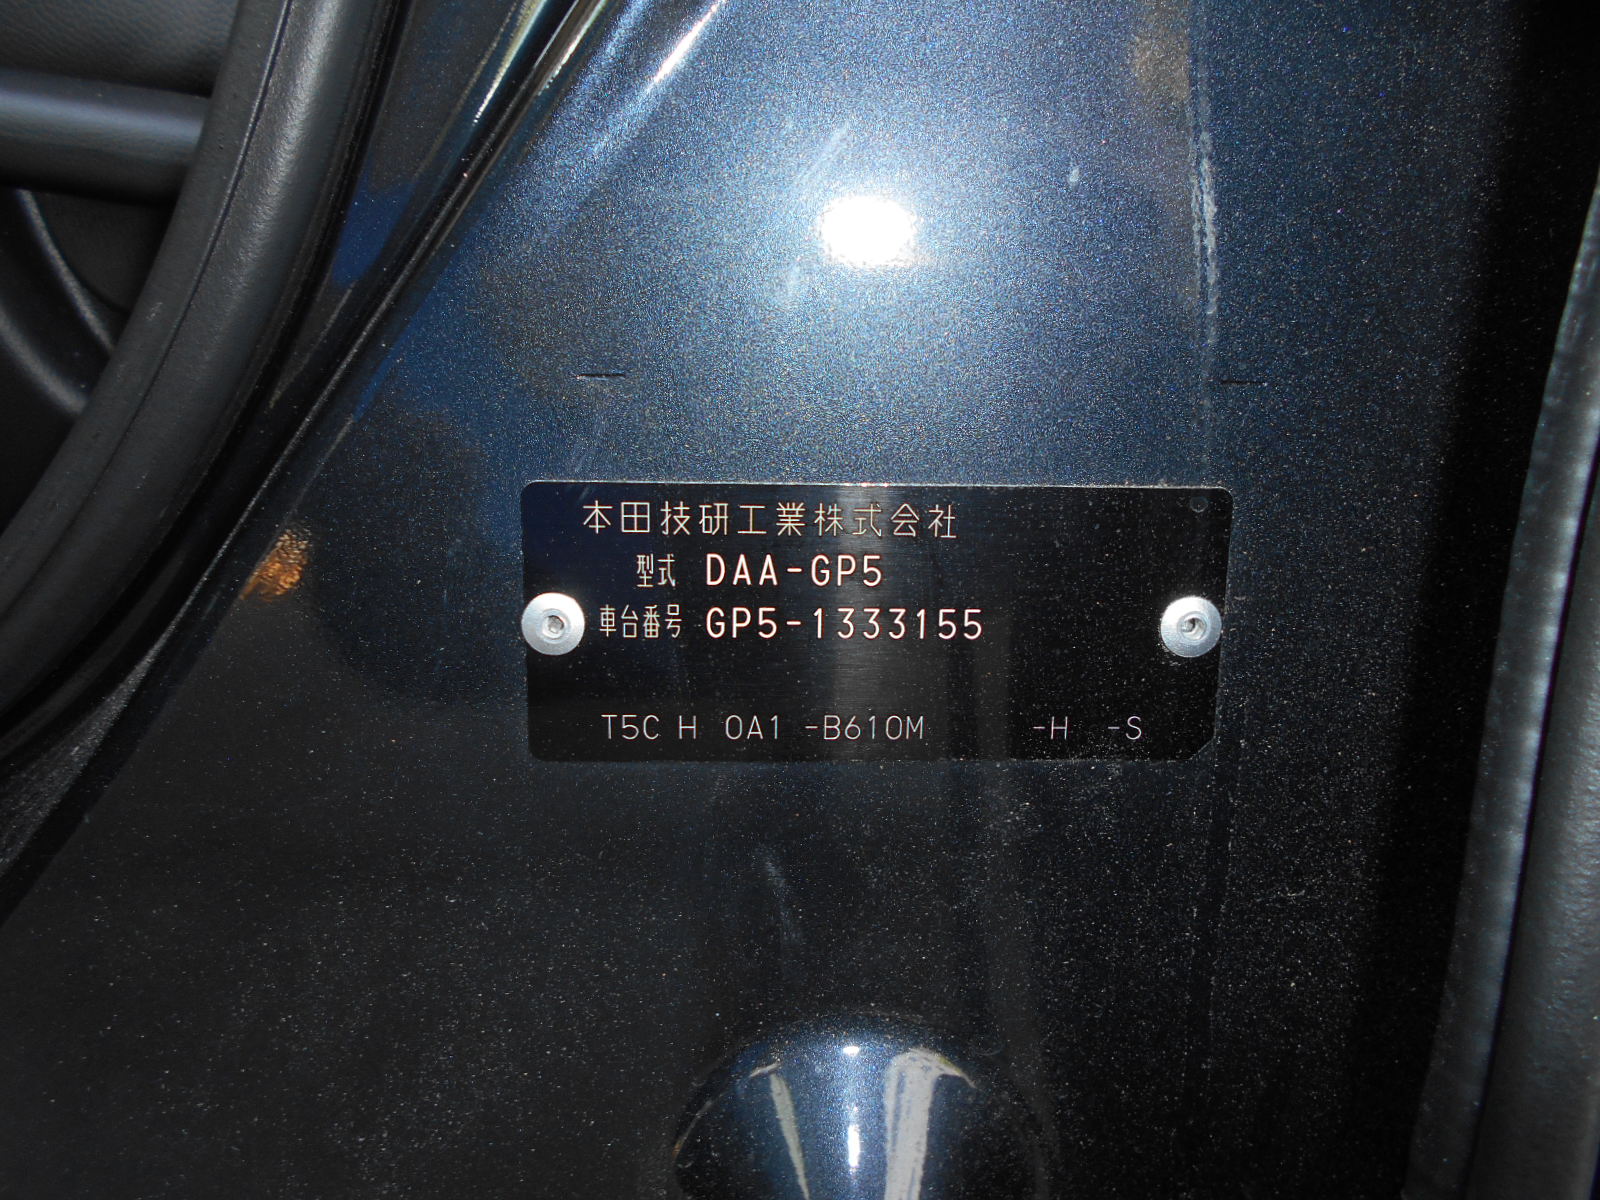 本田技研工業株式会社
型式 DAA-GP5
車台番号 GP5-1333155
T5C H 0A1 -B610M -H -S